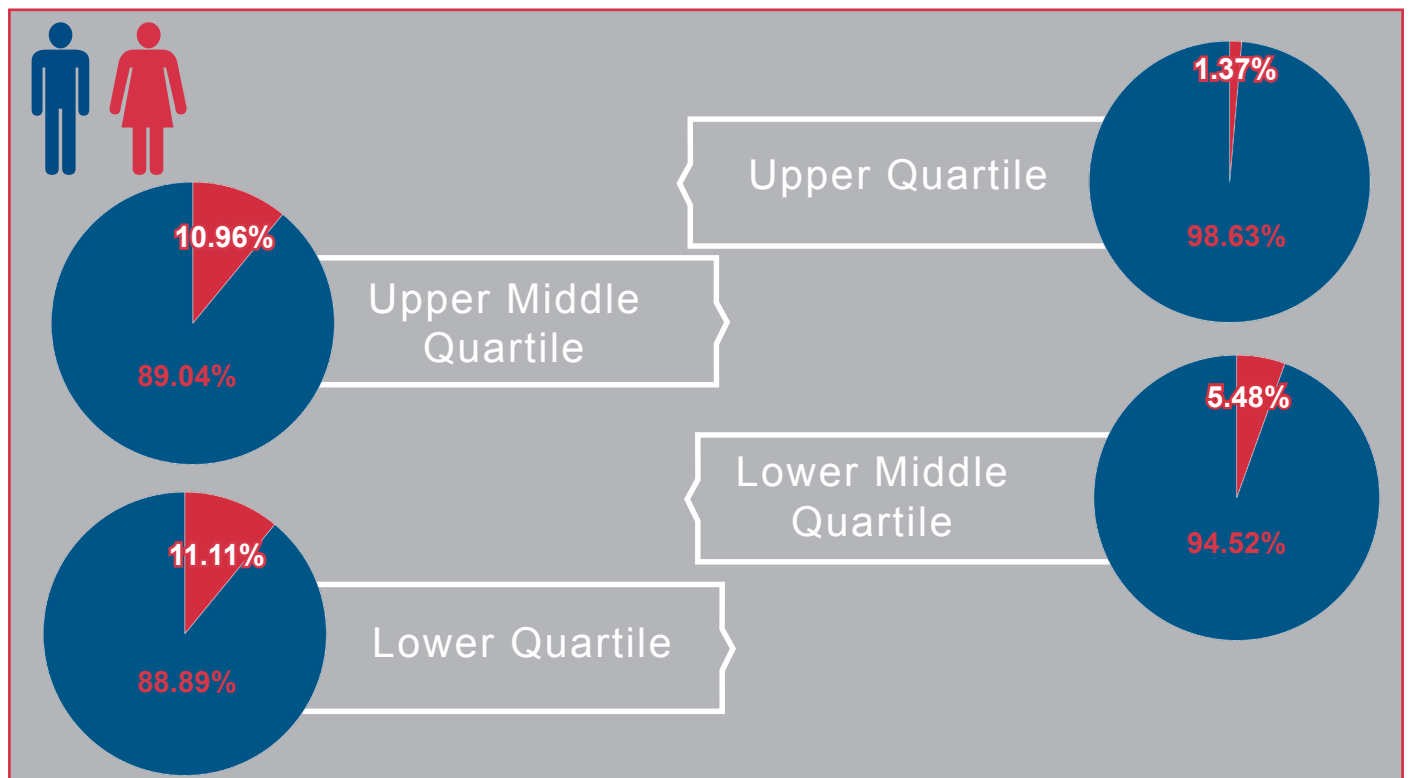 1.37%
Upper Quartile
98.63%
10.96%
Upper Middle
Quartile
89.04%
5.48%
Lower Middle
Quartile
94.52%
11.11%
Lower Quartile
88.89%